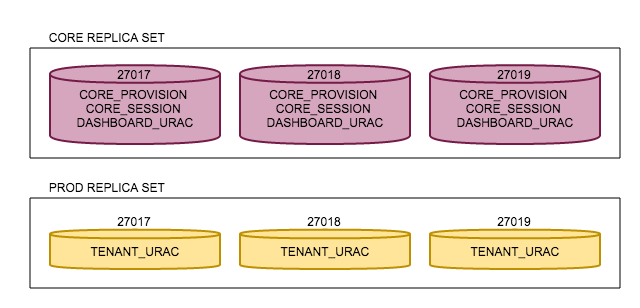 CORE REPLICA SET
27017 27018 27019
CORE_PROVISION CORE_PROVISION CORE_PROVISION
CORE_SESSION CORE_SESSION CORE_SESSION
DASHBOARD_URAC DASHBOARD_URAC DASHBOARD_URAC
PROD REPLICA SET
27017 27018 27019
TENANT_URAC TENANT_URAC TENANT_URAC